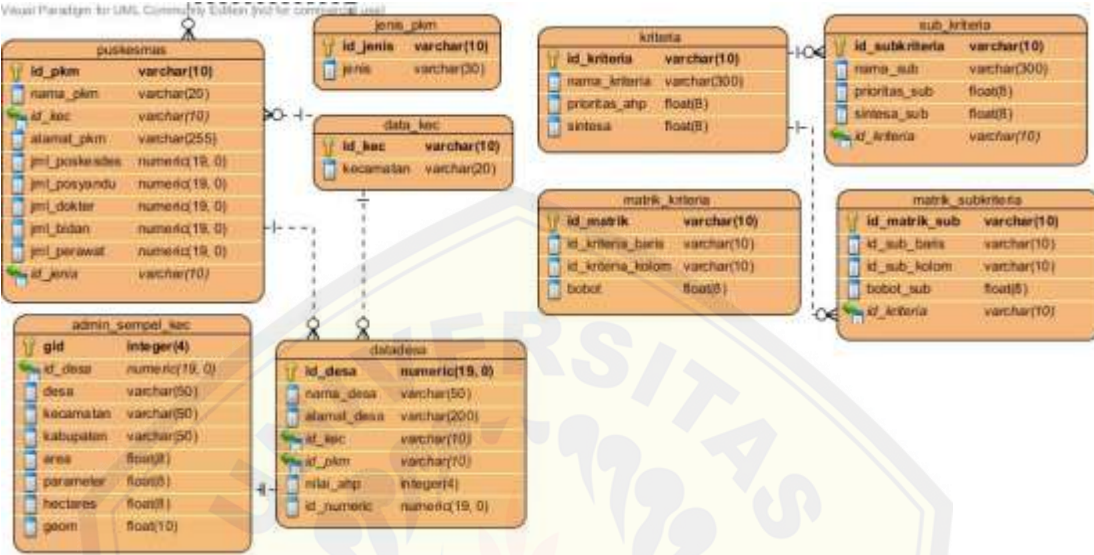 Visual Paradigm for UML Community Edition [not for commercial use]
puskesmas
id_pkm varchar(10)
nama_pkm varchar(20)
id_kec varchar(10)
alamat_pkm varchar(255)
jml_poskesdes numeric(19, 0)
jml_posyandu numeric(19, 0)
jml_dokter numeric(19, 0)
jml_bidan numeric(19, 0)
jml_perawat numeric(19, 0)
id_jenis varchar(10)
jenis_pkm
id_jenis varchar(10)
jenis varchar(30)
data_kec
id_kec varchar(10)
kecamatan varchar(20)
kriteria
id_kriteria varchar(10)
nama_kriteria varchar(300)
prioritas_ahp float(8)
sintesa float(8)
sub_kriteria
id_subkriteria varchar(10)
nama_sub varchar(300)
prioritas_sub float(8)
sintesa_sub float(8)
id_kriteria varchar(10)
matrik_kriteria
id_matrik varchar(10)
id_kriteria_baris varchar(10)
id_kriteria_kolom varchar(10)
bobot float(8)
matrik_subkriteria
id_matrik_sub varchar(10)
id_sub_baris varchar(10)
id_sub_kolom varchar(10)
bobot_sub float(8)
id_kriteria varchar(10)
admin_sempel_kec
gid integer(4)
id_desa numeric(19, 0)
desa varchar(50)
kecamatan varchar(50)
kabupaten varchar(50)
area float(8)
parameter float(8)
hectares float(8)
geom float(10)
datadesa
id_desa numeric(19, 0)
nama_desa varchar(50)
alamat_desa varchar(200)
id_kec varchar(10)
id_pkm varchar(10)
nilai_ahp integer(4)
id_numeric numeric(19, 0)
UNIVERSITAS